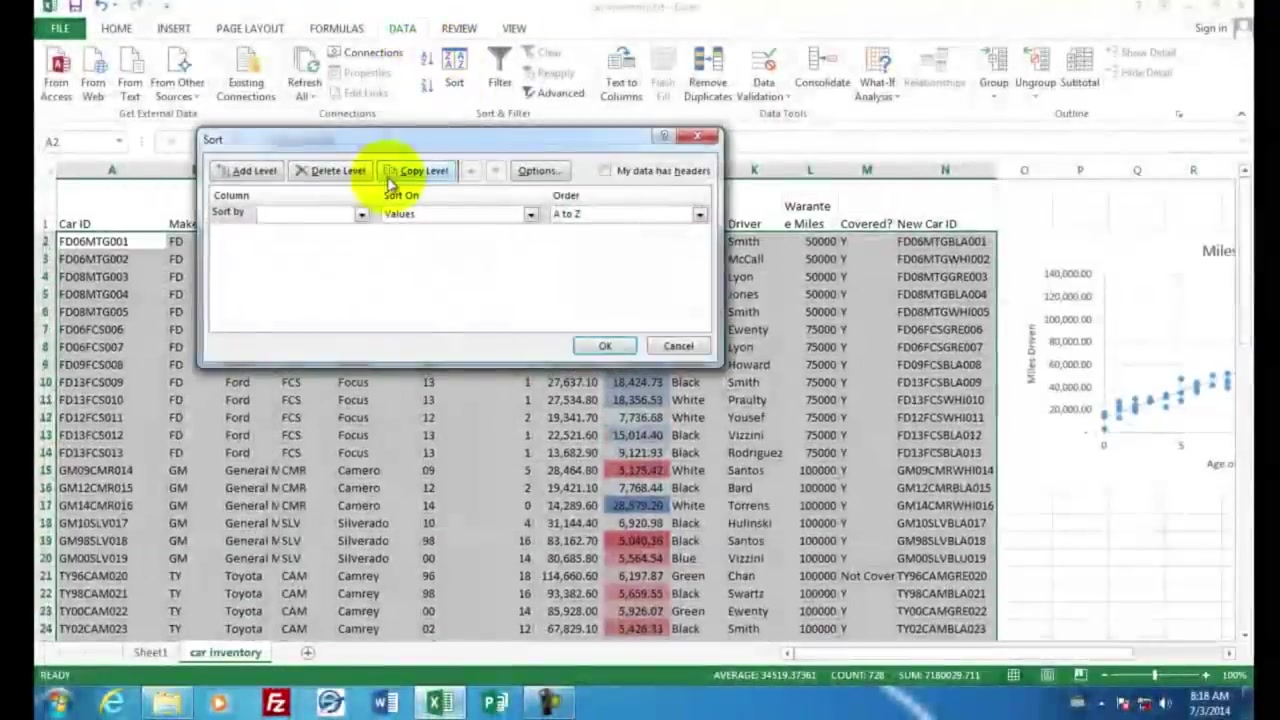 FILE HOME INSERT PAGE LAYOUT FORMULAS DATA REVIEW VIEW Sign in
Connections Clear Show Detail
Properties Reapply Hide Detail
Edit Links Advanced
From Access From Web From Text From Other Sources Existing Connections Refresh All Sort Filter Text to Columns Flash Fill Remove Duplicates Data Validation Consolidate What-If Analysis Relationships Group Ungroup Subtotal
Get External Data Connections Sort & Filter Data Tools Outline
A2
Sort
Add Level Delete Level Copy Level Options... My data has headers
Column Sort On Order
Sort by Values A to Z
OK Cancel
A K L M N O P Q R
Warante
1 Car ID Make Driver e Miles Covered? New Car ID
2 FD06MTG001 FD Smith 50000 Y FD06MTGBLA001
3 FD06MTG002 FD McCall 50000 Y FD06MTGWHI002
4 FD08MTG003 FD Lyon 50000 Y FD08MTGGRE003
5 FD08MTG004 FD Jones 50000 Y FD08MTGBLA004
6 FD08MTG005 FD Smith 50000 Y FD08MTGWHI005
7 FD06FCS006 FD Ewenty 75000 Y FD06FCSGRE006
8 FD06FCS007 FD Lyon 75000 Y FD06FCSGRE007
9 FD09FCS008 FD Howard 75000 Y FD09FCSBLA008
10 FD13FCS009 FD Ford FCS Focus 13 1 27,637.10 18,424.73 Black Smith 75000 Y FD13FCSBLA009
11 FD13FCS010 FD Ford FCS Focus 13 1 27,534.80 18,356.53 White Praulty 75000 Y FD13FCSWHI010
12 FD12FCS011 FD Ford FCS Focus 12 2 19,341.70 7,736.68 White Yousef 75000 Y FD12FCSWHI011
13 FD13FCS012 FD Ford FCS Focus 13 1 22,521.60 15,014.40 Black Vizzini 75000 Y FD13FCSBLA012
14 FD13FCS013 FD Ford FCS Focus 13 1 13,682.90 9,121.93 Black Rodriguez 75000 Y FD13FCSBLA013
15 GM09CMR014 GM General M CMR Camero 09 5 28,464.80 5,175.42 White Santos 100000 Y GM09CMRWHI014
16 GM12CMR015 GM General M CMR Camero 12 2 19,421.10 7,768.44 Black Bard 100000 Y GM12CMRBLA015
17 GM14CMR016 GM General M CMR Camero 14 0 14,289.60 28,579.20 White Torrens 100000 Y GM14CMRWHI016
18 GM10SLV017 GM General M SLV Silverado 10 4 31,144.40 6,920.98 Black Hulinski 100000 Y GM10SLVBLA017
19 GM98SLV018 GM General M SLV Silverado 98 16 83,162.70 5,040.36 Black Santos 100000 Y GM98SLVBLA018
20 GM00SLV019 GM General M SLV Silverado 00 14 80,685.80 5,564.54 Blue Vizzini 100000 Y GM00SLVBLU019
21 TY96CAM020 TY Toyota CAM Camrey 96 18 114,660.60 6,197.87 Green Chan 100000 Not Cover TY96CAMGRE020
22 TY98CAM021 TY Toyota CAM Camrey 98 16 93,382.60 5,659.55 Black Swartz 100000 Y TY98CAMBLA021
23 TY00CAM022 TY Toyota CAM Camrey 00 14 85,928.00 5,926.07 Green Ewenty 100000 Y TY00CAMGRE022
24 TY02CAM023 TY Toyota CAM Camrey 02 12 67,829.10 5,426.33 Black Smith 100000 Y TY02CAMBLA023
Miles
140,000.00
120,000.00
100,000.00
80,000.00
60,000.00
40,000.00
20,000.00
-
0 5
Miles Driven
Age o
Sheet1 car inventory
READY AVERAGE: 34519.37361 COUNT: 728 SUM: 7180029.711 100%
8:18 AM
7/3/2014